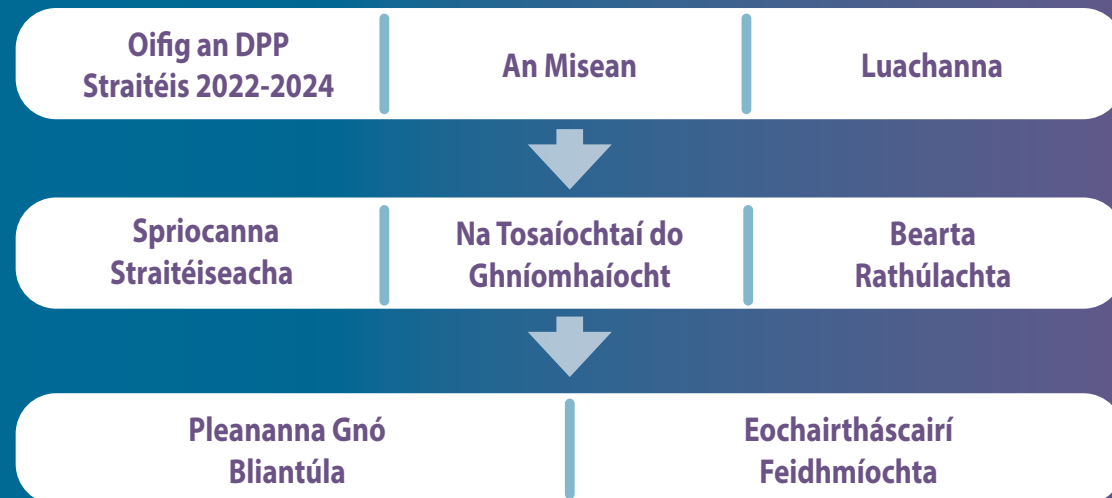 Oifig an DPP
Straitéis 2022-2024
An Misean
Luachanna
Spriocanna
Straitéiseacha
Na Tosaíochtaí do
Ghníomhaíocht
Bearta
Rathúlachta
Pleananna Gnó
Bliantúla
Eochairtháscairí
Feidhmíochta